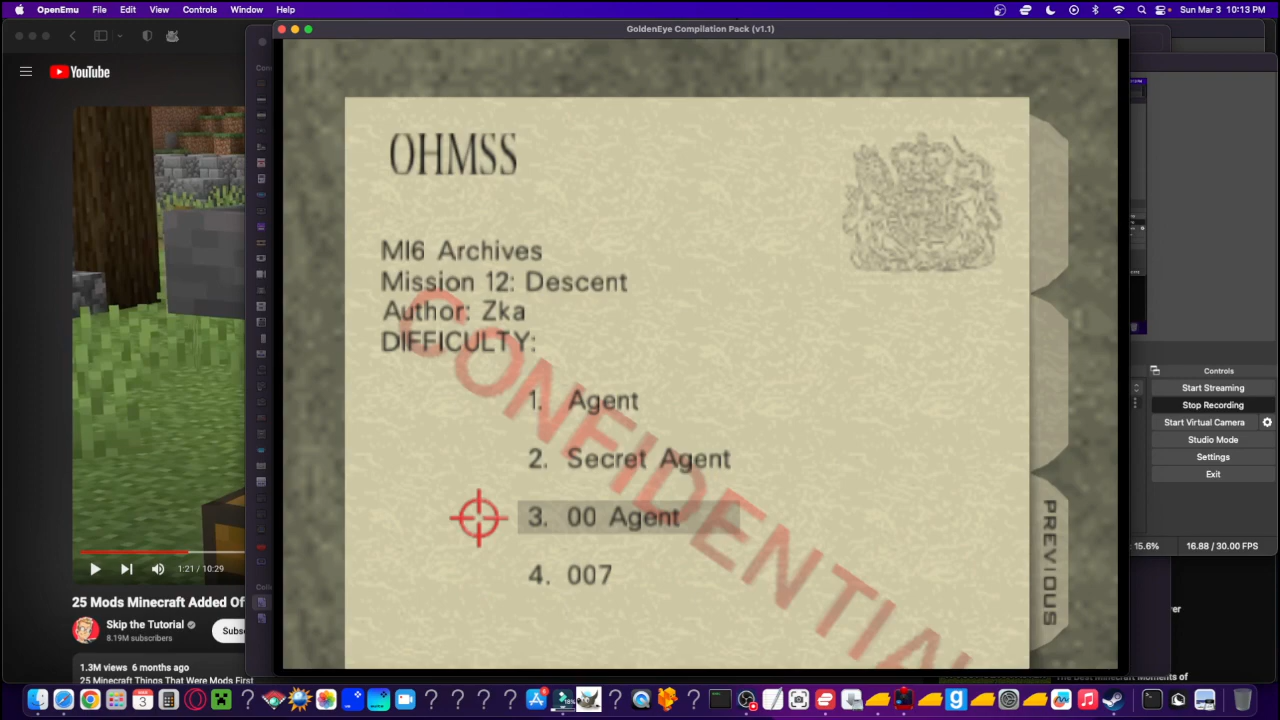 OpenEmu File Edit View Controls Window Help
Sun Mar 3 10:13 PM
GoldenEye Compilation Pack (v1.1)
YouTube
OHMSS
MI6 Archives
Mission 12: Descent
Author: Zka
DIFFICULTY:
1. Agent
2. Secret Agent
3. 00 Agent
4. 007
CONFIDENTIAL
PREVIOUS
Controls
Start Streaming
Stop Recording
Start Virtual Camera
Studio Mode
Settings
Exit
15.6% 16.88 / 30.00 FPS
1:21 / 10:29
25 Mods Minecraft Added Of
Skip the Tutorial
8.19M subscribers
Subs
1.3M views 6 months ago
25 Minecraft Things That Were Mods First